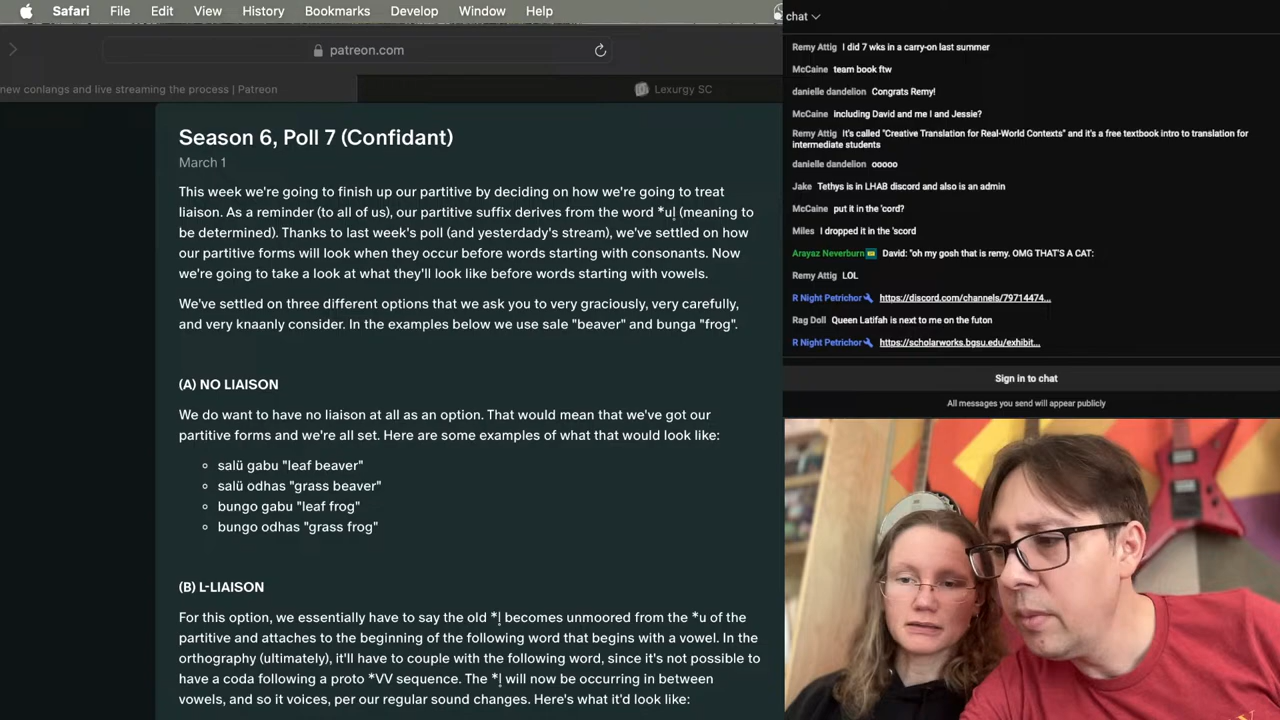 Safari File Edit View History Bookmarks Develop Window Help
patreon.com
new conlangs and live streaming the process | Patreon
Lexurgy SC
Season 6, Poll 7 (Confidant)
March 1
This week we're going to finish up our partitive by deciding on how we're going to treat
liaison. As a reminder (to all of us), our partitive suffix derives from the word *uḷ (meaning to
be determined). Thanks to last week's poll (and yesterdady's stream), we've settled on how
our partitive forms will look when they occur before words starting with consonants. Now
we're going to take a look at what they'll look like before words starting with vowels.
We've settled on three different options that we ask you to very graciously, very carefully,
and very knaanly consider. In the examples below we use sale "beaver" and bunga "frog".
(A) NO LIAISON
We do want to have no liaison at all as an option. That would mean that we've got our
partitive forms and we're all set. Here are some examples of what that would look like:
salü gabu "leaf beaver"
salü odhas "grass beaver"
bungo gabu "leaf frog"
bungo odhas "grass frog"
(B) L-LIAISON
For this option, we essentially have to say the old *ḷ becomes unmoored from the *u of the
partitive and attaches to the beginning of the following word that begins with a vowel. In the
orthography (ultimately), it'll have to couple with the following word, since it's not possible to
have a coda following a proto *VV sequence. The *ḷ will now be occurring in between
vowels, and so it voices, per our regular sound changes. Here's what it'd look like:
chat
Remy Attig I did 7 wks in a carry-on last summer
McCaine team book ftw
danielle dandelion Congrats Remy!
McCaine including David and me I and Jessie?
Remy Attig It's called "Creative Translation for Real-World Contexts" and it's a free textbook intro to translation for
intermediate students
danielle dandelion ooooo
Jake Tethys is in LHAB discord and also is an admin
McCaine put it in the 'cord?
Miles I dropped it in the 'scord
Arayaz Neverburn David: "oh my gosh that is remy. OMG THAT'S A CAT:
Remy Attig LOL
R Night Petrichor https://discord.com/channels/79714474...
Rag Doll Queen Latifah is next to me on the futon
R Night Petrichor https://scholarworks.bgsu.edu/exhibit...
Sign in to chat
All messages you send will appear publicly